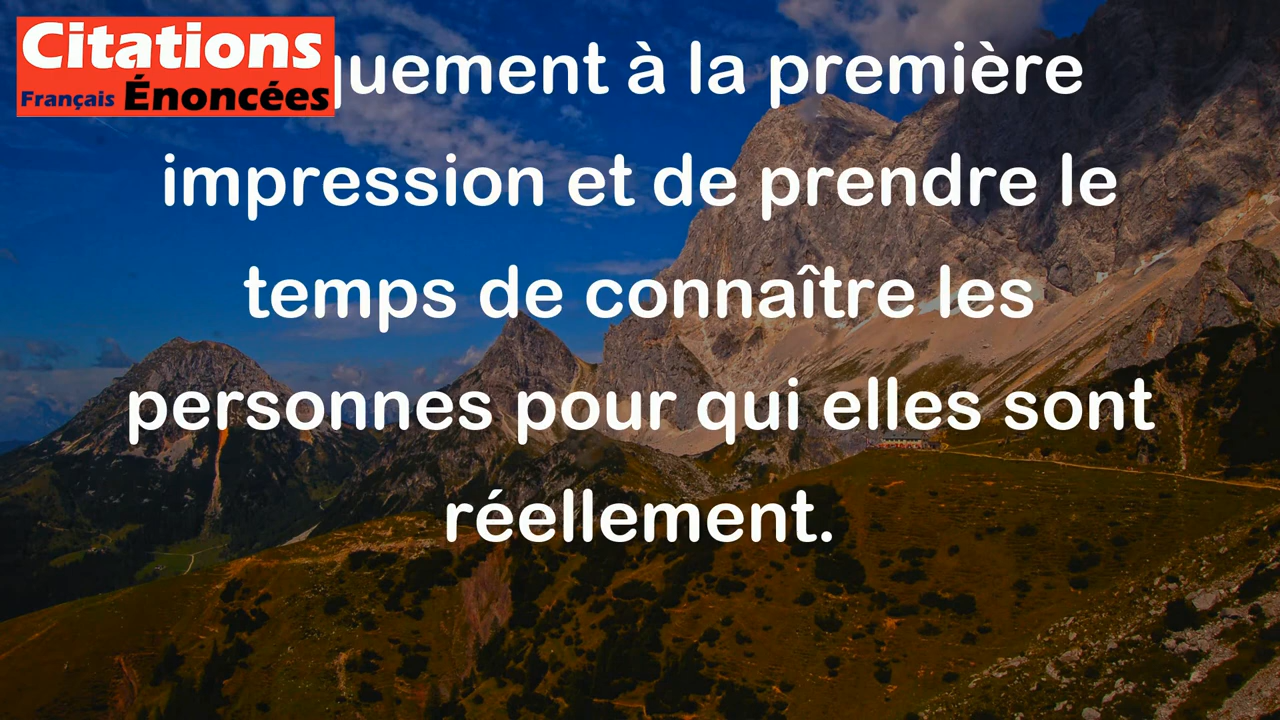 Citations
Français Énoncées
quement à la première
impression et de prendre le
temps de connaître les
personnes pour qui elles sont
réellement.